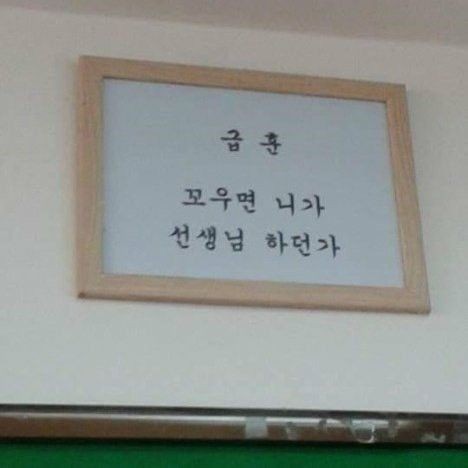 급 훈
꼬우면 니가
선생님 하던가